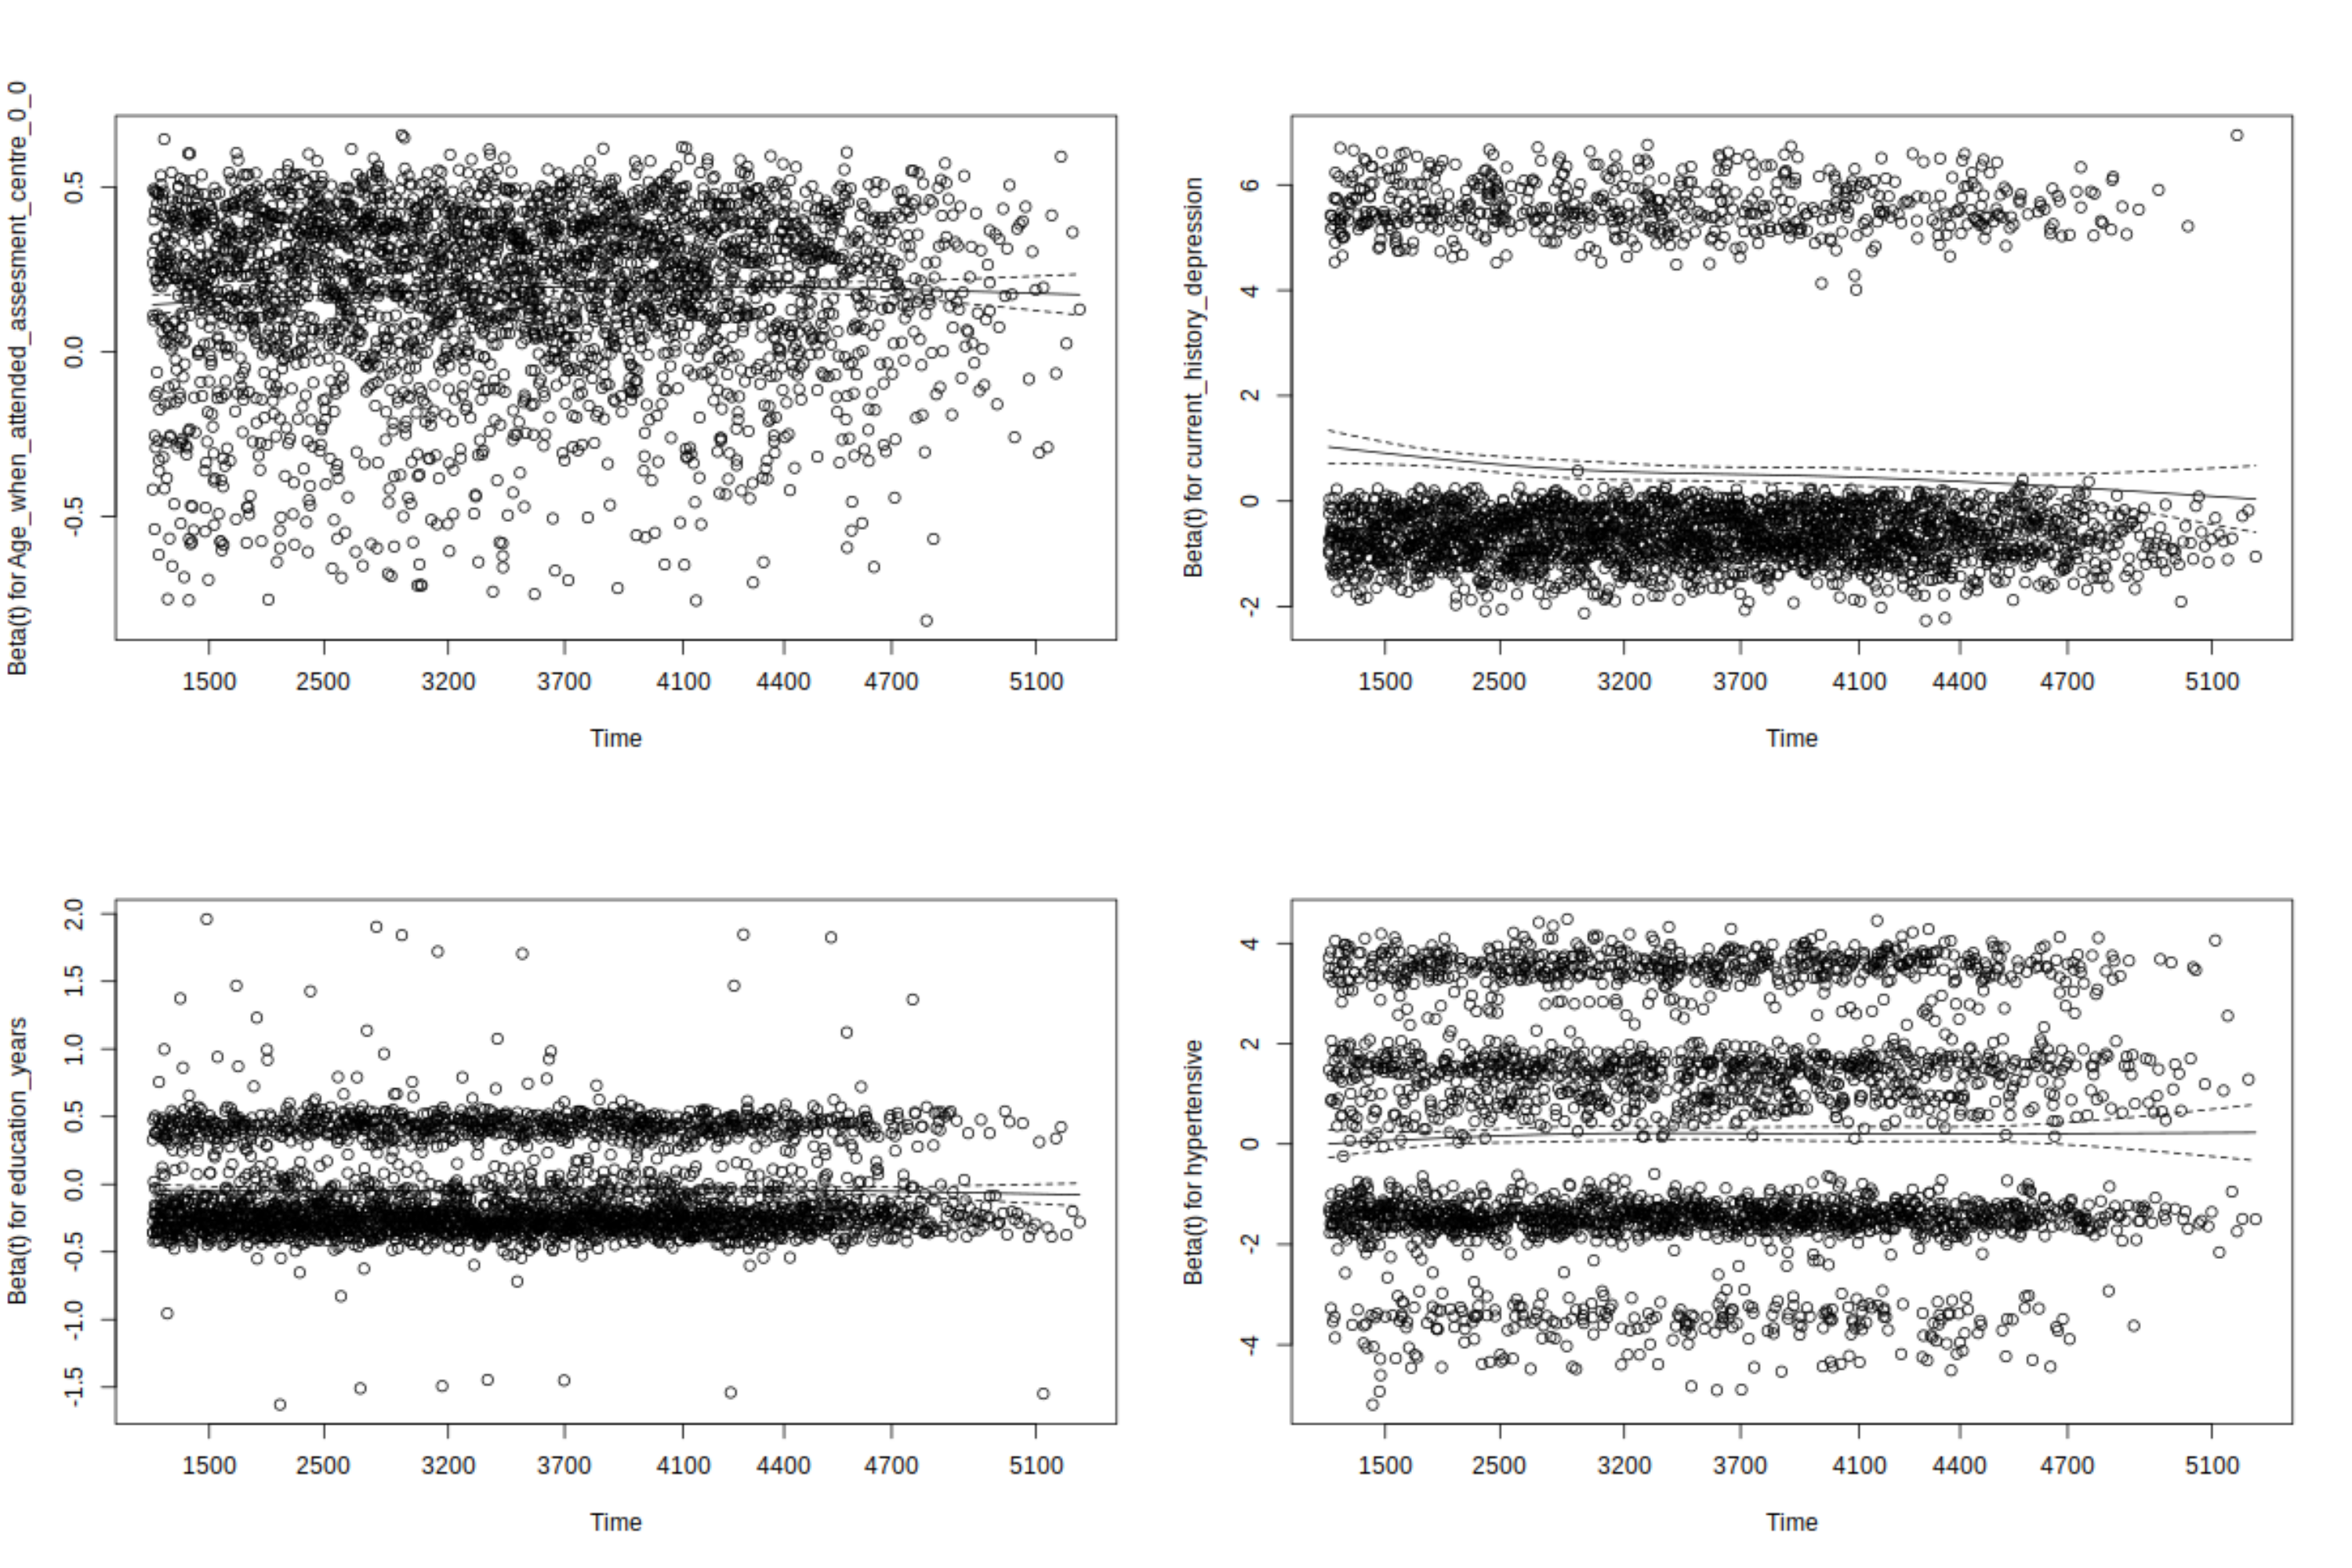 Beta(t) for Age_when_attended_assessment_centre_0_0
0.5
0.0
-0.5
1500 2500 3200 3700 4100 4400 4700 5100
Time
Beta(t) for current_history_depression
6
4
2
0
-2
1500 2500 3200 3700 4100 4400 4700 5100
Time
Beta(t) for education_years
2.0
1.5
1.0
0.5
0.0
-0.5
-1.0
-1.5
1500 2500 3200 3700 4100 4400 4700 5100
Time
Beta(t) for hypertensive
4
2
0
-2
-4
1500 2500 3200 3700 4100 4400 4700 5100
Time